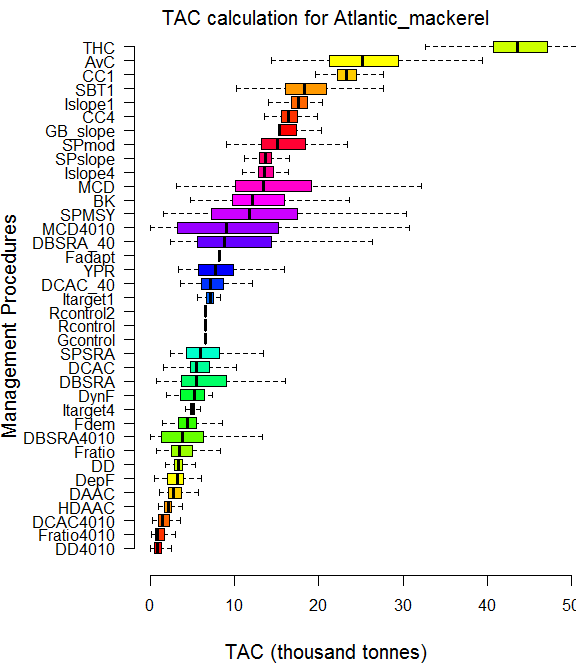 TAC calculation for Atlantic_mackerel
THC
AvC
CC1
SBT1
Islope1
CC4
GB_slope
SPmod
SPslope
Islope4
MCD
BK
SPMSY
MCD4010
DBSRA_40
Fadapt
YPR
DCAC_40
Itarget1
Rcontrol2
Rcontrol
Gcontrol
SPSRA
DCAC
DBSRA
DynF
Itarget4
Fdem
DBSRA4010
Fratio
DD
DepF
DAAC
HDAAC
DCAC4010
Fratio4010
DD4010
Management Procedures
0 10 20 30 40 50
TAC (thousand tonnes)